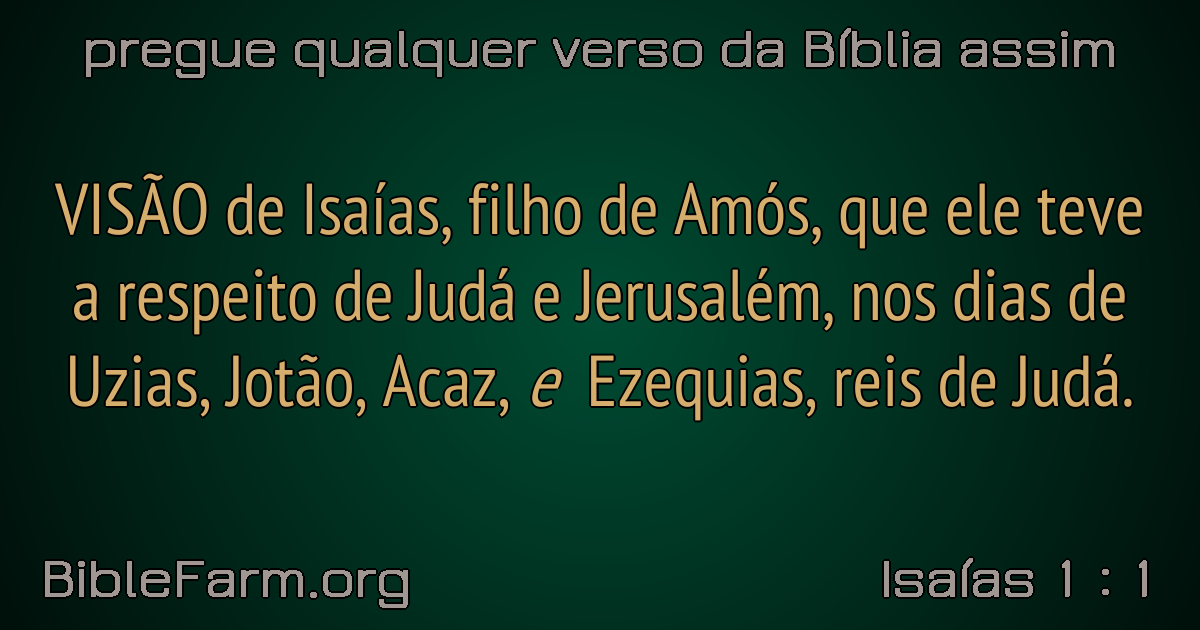 pregue qualquer verso da Bíblia assim
VISÃO de Isaías, filho de Amós, que ele teve
a respeito de Judá e Jerusalém, nos dias de
Uzias, Jotão, Acaz, e Ezequias, reis de Judá.
BibleFarm.org
Isaías 1 : 1